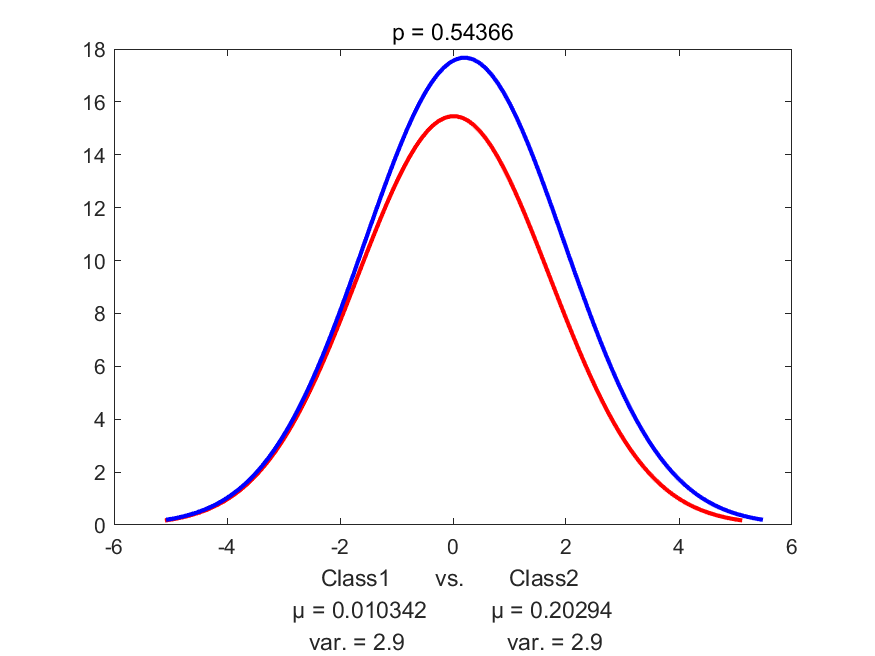 p = 0.54366
18
16
14
12
10
8
6
4
2
0
-6 -4 -2 0 2 4 6
Class1 vs. Class2
μ = 0.010342 μ = 0.20294
var. = 2.9 var. = 2.9